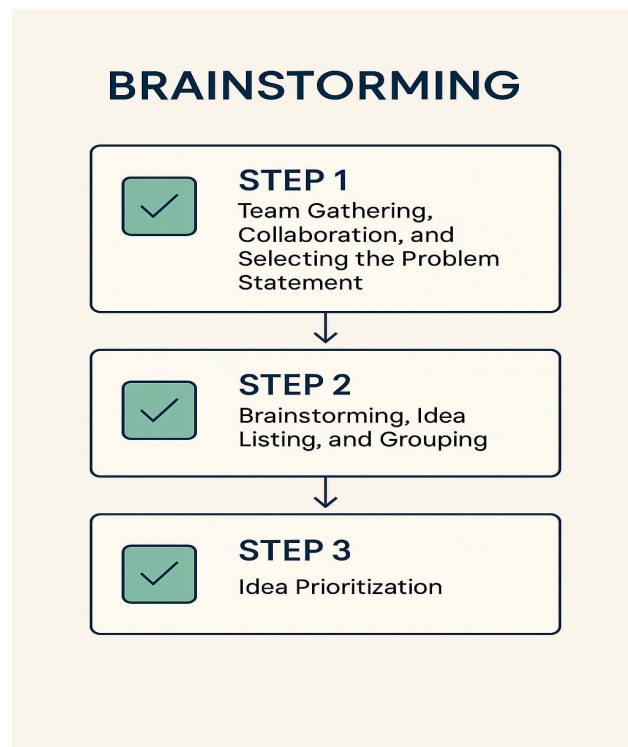 BRAINSTORMING
STEP 1
Team Gathering,
Collaboration, and
Selecting the Problem
Statement
STEP 2
Brainstorming, Idea
Listing, and Grouping
STEP 3
Idea Prioritization